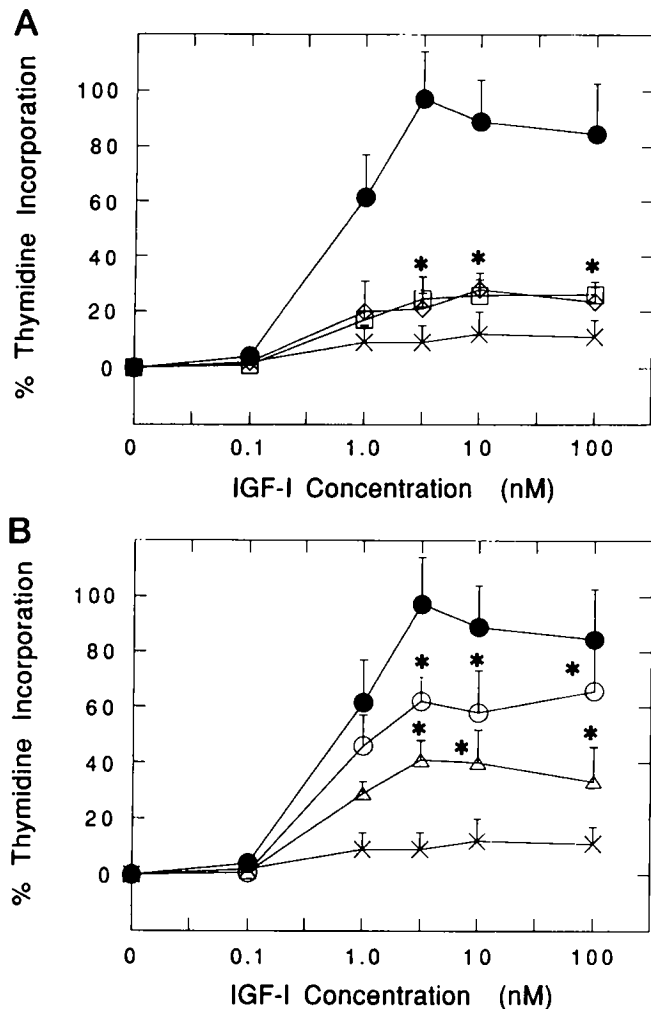 A
% Thymidine Incorporation
100
80
60
40
20
0
* * *
0 0.1 1.0 10 100
IGF-I Concentration (nM)
B
% Thymidine Incorporation
100
80
60
40
20
0
* * *
* * *
0 0.1 1.0 10 100
IGF-I Concentration (nM)